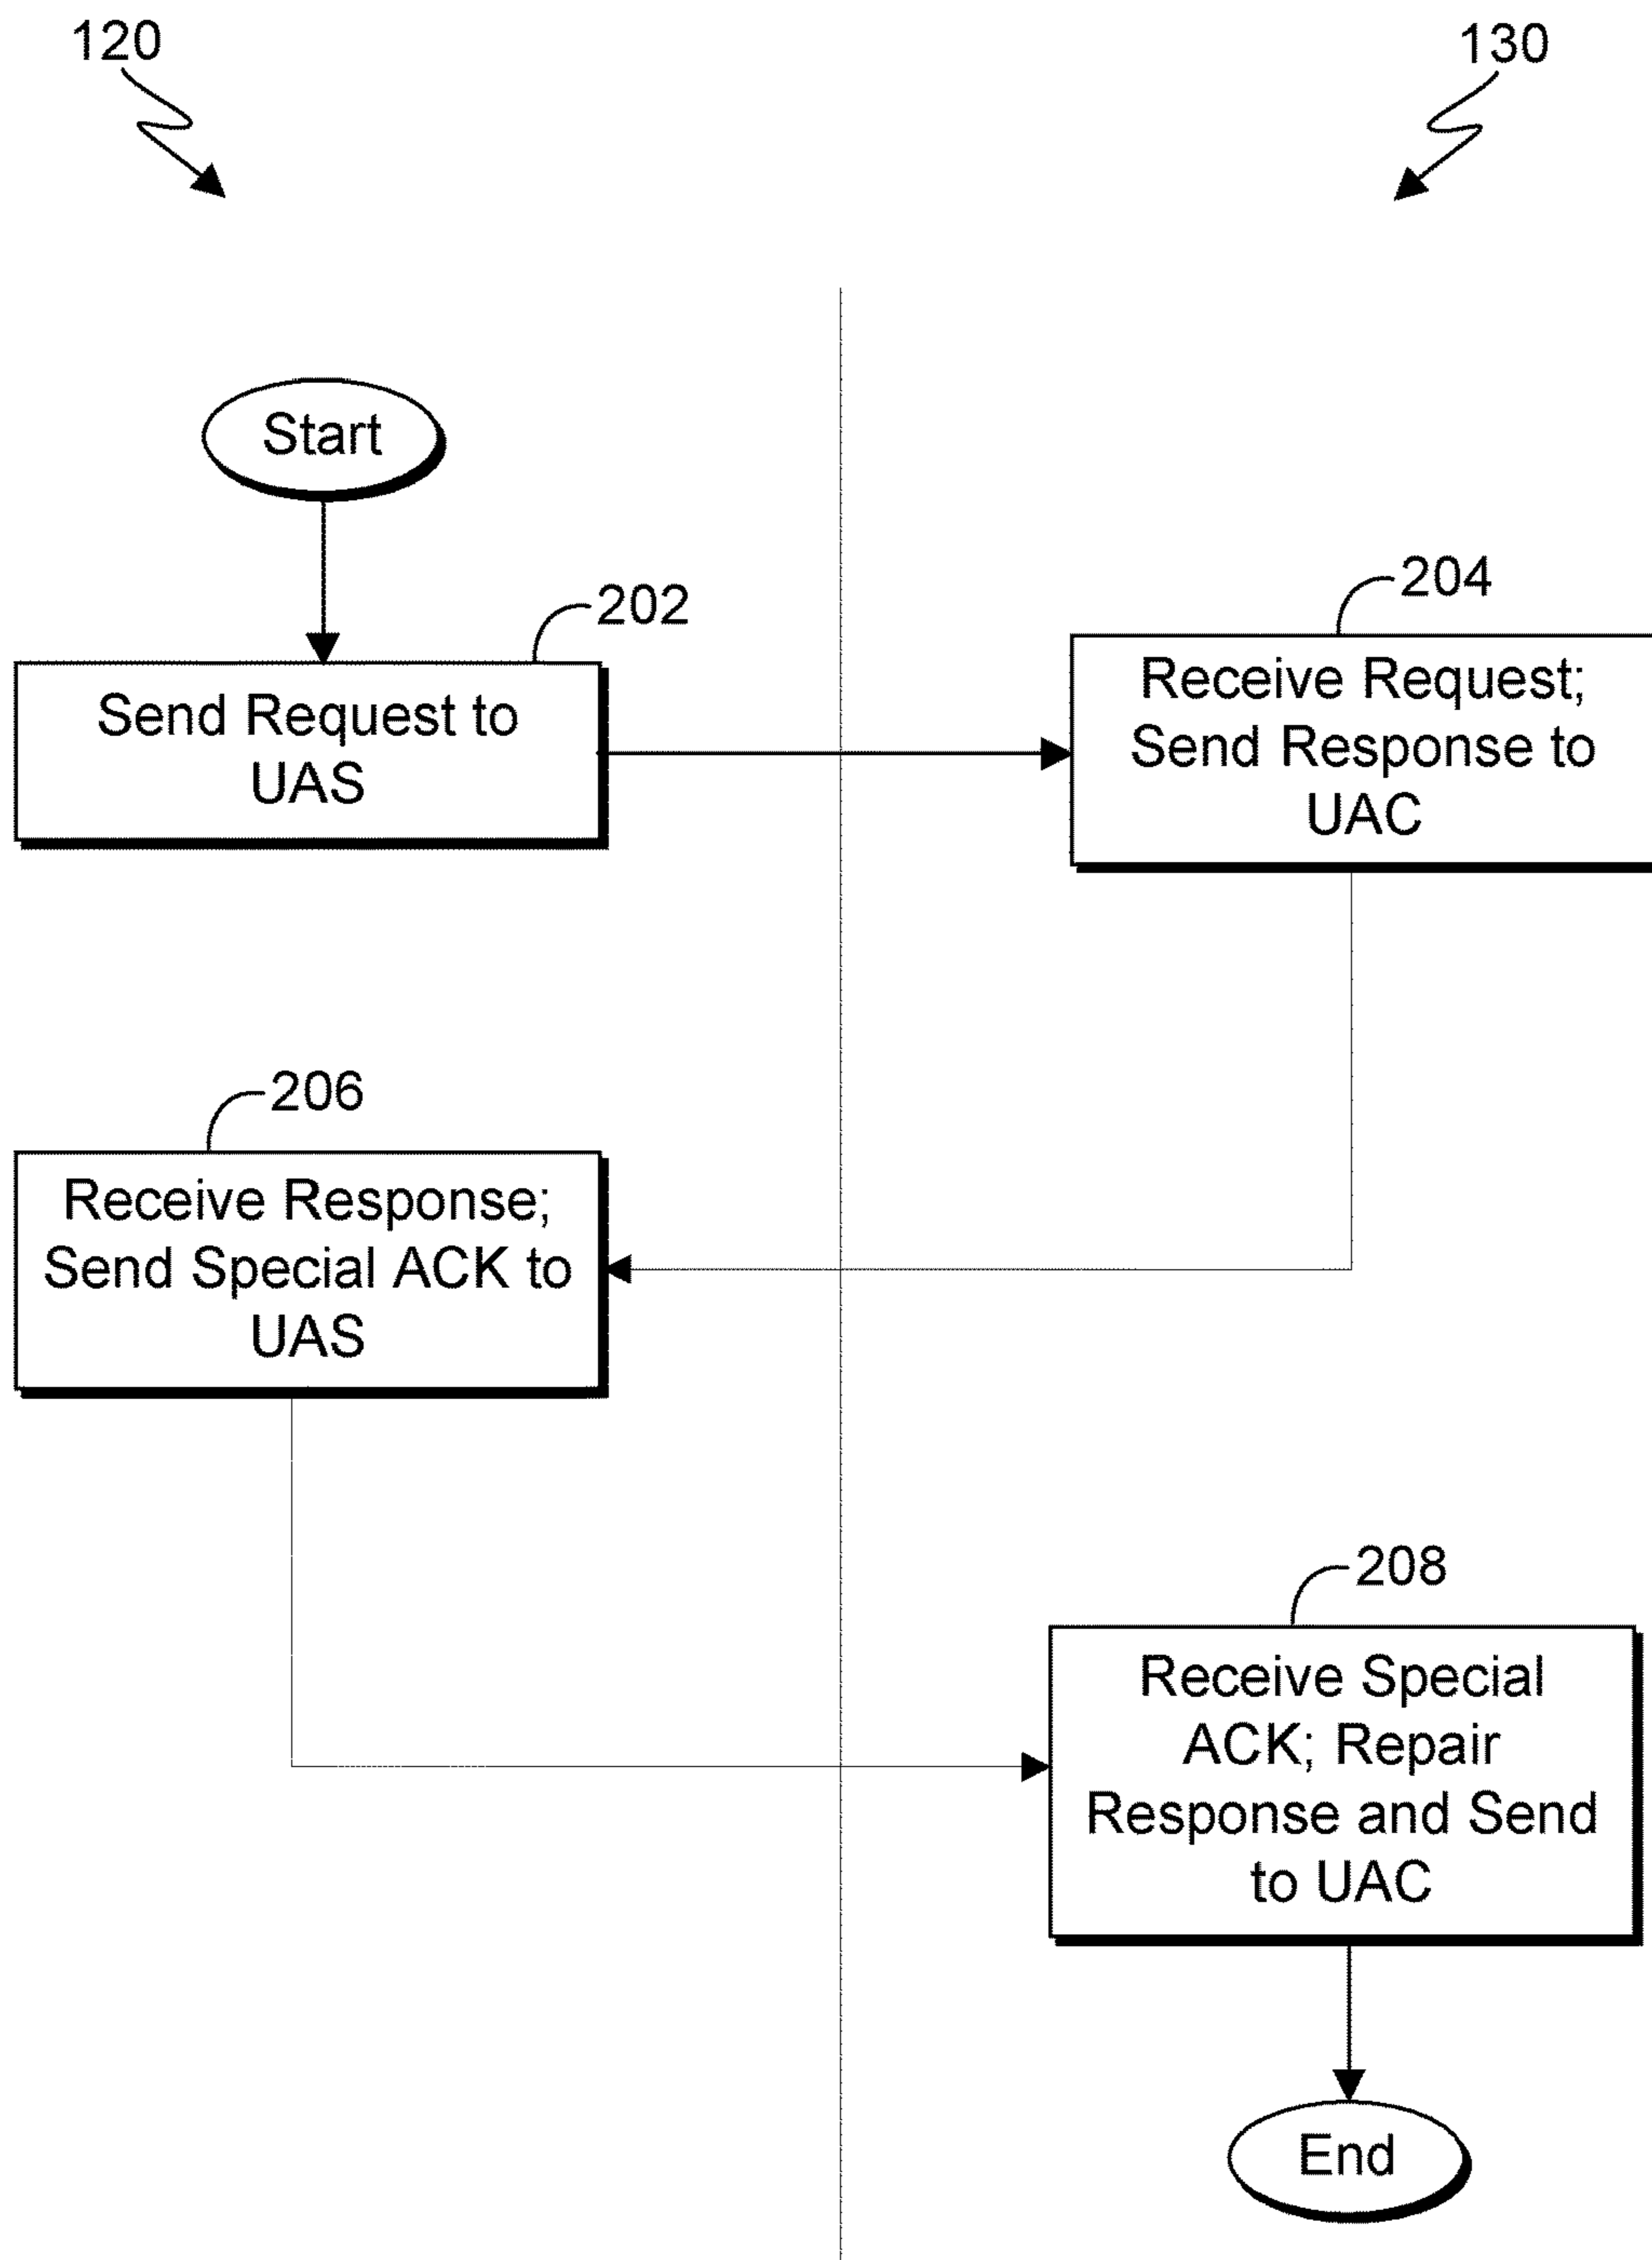 120
130
Start
202
Send Request to
UAS
204
Receive Request;
Send Response to
UAC
206
Receive Response;
Send Special ACK to
UAS
208
Receive Special
ACK; Repair
Response and Send
to UAC
End